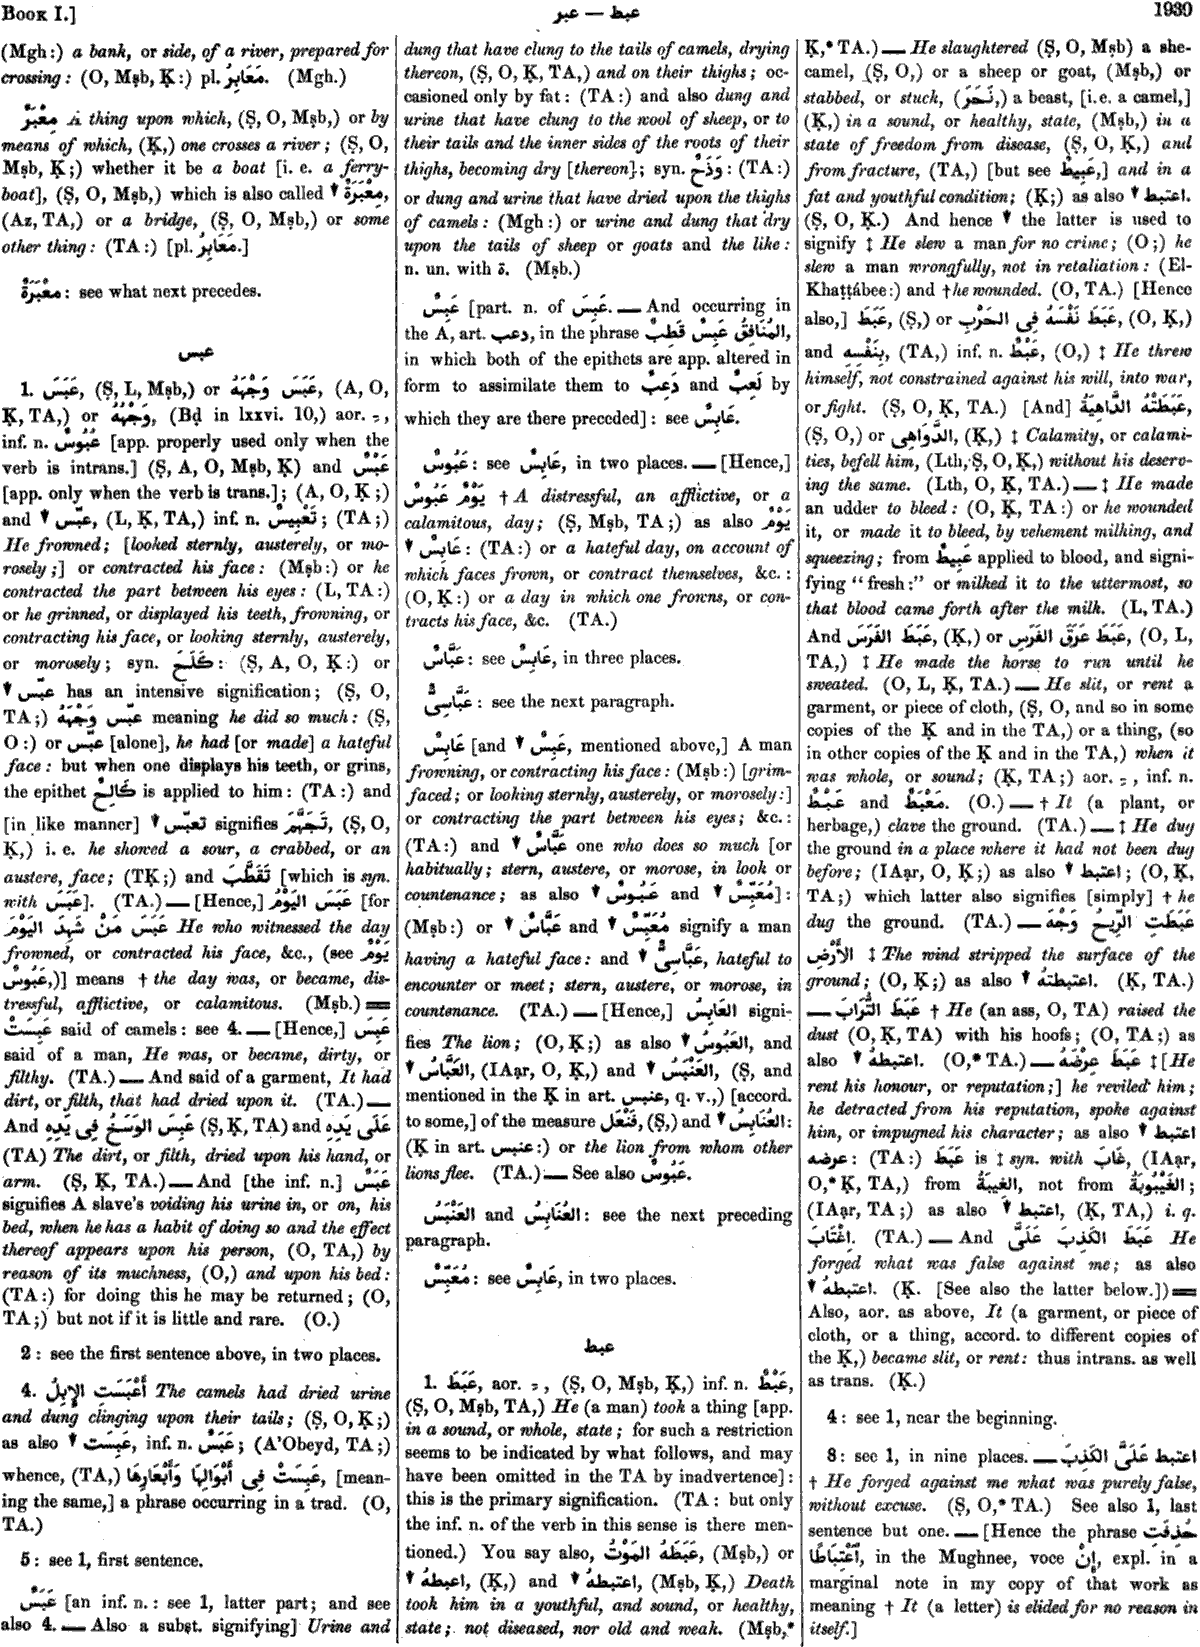 BOOK I.]
عبط — عبر
1930
(Mgh:) a bank, or side, of a river, prepared for
crossing: (O, Mṣb, Ḳ:) pl. مَعَابِرُ. (Mgh.)
مِعْبَرٌ A thing upon which, (Ṣ, O, Mṣb,) or by
means of which, (Ḳ,) one crosses a river; (Ṣ, O,
Mṣb, Ḳ;) whether it be a boat [i. e. a ferry-
boat], (Ṣ, O, Mṣb,) which is also called ▼ مِعْبَرَةٌ,
(Az, TA,) or a bridge, (Ṣ, O, Mṣb,) or some
other thing: (TA:) [pl. مَعَابِرُ.]
مِعْبَرَةٌ: see what next precedes.
عبس
1. عَبَسَ, (Ṣ, L, Mṣb,) or عَبَسَ وَجْهَهُ, (A, O,
Ḳ, TA,) or وَجْهُهُ, (Bḍ in lxxvi. 10,) aor. ـِ,
inf. n. عُبُوسٌ [app. properly used only when the
verb is intrans.] (Ṣ, A, O, Mṣb, Ḳ) and عَبْسٌ
[app. only when the verb is trans.]; (A, O, Ḳ;)
and ▼ عبّس, (L, Ḳ, TA,) inf. n. تَعْبِيسٌ; (TA;)
He frowned; [looked sternly, austerely, or mo-
rosely;] or contracted his face: (Mṣb:) or he
contracted the part between his eyes: (L, TA:)
or he grinned, or displayed his teeth, frowning, or
contracting his face, or looking sternly, austerely,
or morosely; syn. كَلَحَ: (Ṣ, A, O, Ḳ:) or
▼ عبّس has an intensive signification; (Ṣ, O,
TA;) عبّس وَجْهَهُ meaning he did so much: (Ṣ,
O:) or عبّس [alone], he had [or made] a hateful
face: but when one displays his teeth, or grins,
the epithet كَالِحٌ is applied to him: (TA:) and
[in like manner] ▼ تعبّس signifies تَجَهَّمَ, (Ṣ, O,
Ḳ,) i. e. he showed a sour, a crabbed, or an
austere, face; (TḲ;) and تَقَطَّبَ [which is syn.
with عَبَسَ]. (TA.) — [Hence,] عَبَسَ اليَوْمُ [for
عَبَسَ مَنْ شَهِدَ اليَوْمَ He who witnessed the day
frowned, or contracted his face, &c., (see يَوْمٌ
عَبُوسٌ,)] means † the day was, or became, dis-
tressful, afflictive, or calamitous. (Mṣb.) =
عَبِسَتْ said of camels: see 4. — [Hence,] عَبِسَ
said of a man, He was, or became, dirty, or
filthy. (TA.) — And said of a garment, It had
dirt, or filth, that had dried upon it. (TA.) —
And عَبِسَ الوَسَخُ فِى يَدِهِ (Ṣ, Ḳ, TA) and عَلَى يَدِهِ
(TA) The dirt, or filth, dried upon his hand, or
arm. (Ṣ, Ḳ, TA.) — And [the inf. n.] عَبَسٌ
signifies A slave's voiding his urine in, or on, his
bed, when he has a habit of doing so and the effect
thereof appears upon his person, (O, TA,) by
reason of its muchness, (O,) and upon his bed:
(TA:) for doing this he may be returned; (O,
TA;) but not if it is little and rare. (O.)
2: see the first sentence above, in two places.
4. أَعْبَسَتِ الإِبِلُ The camels had dried urine
and dung clinging upon their tails; (Ṣ, O, Ḳ;)
as also ▼ عَبِسَت, inf. n. عَبَسٌ; (A'Obeyd, TA;)
whence, (TA,) عَبِسَتْ فِى أَبْوَالِهَا وَأَبْعَارِهَا, [mean-
ing the same,] a phrase occurring in a trad. (O,
TA.)
5: see 1, first sentence.
عَبَسٌ [an inf. n.: see 1, latter part; and see
also 4. — Also a subst. signifying] Urine and
dung that have clung to the tails of camels, drying
thereon, (Ṣ, O, Ḳ, TA,) and on their thighs; oc-
casioned only by fat: (TA:) and also dung and
urine that have clung to the wool of sheep, or to
their tails and the inner sides of the roots of their
thighs, becoming dry [thereon]; syn. وَذَحٌ: (TA:)
or dung and urine that have dried upon the thighs
of camels: (Mgh:) or urine and dung that dry
upon the tails of sheep or goats and the like:
n. un. with ة. (Mṣb.)
عَبِسٌ [part. n. of عَبِسَ. — And occurring in
the A, art. دعب, in the phrase المُنَافِقُ عَبِسٌ قَطِبٌ,
in which both of the epithets are app. altered in
form to assimilate them to دَعِبٌ and لَعِبٌ by
which they are there preceded]: see عَابِسٌ.
عَبُوسٌ: see عَابِسٌ, in two places. — [Hence,]
يَوْمٌ عَبُوسٌ † A distressful, an afflictive, or a
calamitous, day; (Ṣ, Mṣb, TA;) as also يَوْمٌ
▼ عَابِسٌ: (TA:) or a hateful day, on account of
which faces frown, or contract themselves, &c.:
(O, Ḳ:) or a day in which one frowns, or con-
tracts his face, &c. (TA.)
عَبَّاسٌ: see عَابِسٌ, in three places.
عَبَّاسِىٌّ: see the next paragraph.
عَابِسٌ [and ▼ عَبِسٌ, mentioned above,] A man
frowning, or contracting his face: (Mṣb:) [grim-
faced; or looking sternly, austerely, or morosely:]
or contracting the part between his eyes; &c.:
(TA:) and ▼ عَبَّاسٌ one who does so much [or
habitually; stern, austere, or morose, in look or
countenance; as also ▼ عَبُوسٌ and ▼ مُعَبِّسٌ]:
(Mṣb:) or ▼ عَبَّاسٌ and ▼ مُعَبِّسٌ signify a man
having a hateful face: and ▼ عَبَّاسِىٌّ, hateful to
encounter or meet; stern, austere, or morose, in
countenance. (TA.) — [Hence,] العَابِسُ signi-
fies The lion; (O, Ḳ;) as also ▼ العَبُوسُ, and
▼ العَبَّاسُ, (IAạr, O, Ḳ,) and ▼ العَنْبَسُ, (Ṣ, and
mentioned in the Ḳ in art. عنبس, q. v.,) [accord.
to some,] of the measure فَنْعَل, (Ṣ,) and ▼ العُنَابِسُ:
(Ḳ in art. عنبس:) or the lion from whom other
lions flee. (TA.) — See also عَبُوسٌ.
العَنْبَسُ and العُنَابِسُ: see the next preceding
paragraph.
مُعَبِّسٌ: see عَابِسٌ, in two places.
عبط
1. عَبَطَ, aor. ـِ, (Ṣ, O, Mṣb, Ḳ,) inf. n. عَبْطٌ,
(Ṣ, O, Mṣb, TA,) He (a man) took a thing [app.
in a sound, or whole, state; for such a restriction
seems to be indicated by what follows, and may
have been omitted in the TA by inadvertence]:
this is the primary signification. (TA: but only
the inf. n. of the verb in this sense is there men-
tioned.) You say also, عَبَطَهُ المَوْتُ, (Mṣb,) or
▼ اعبطهُ, (Ḳ,) and ▼ اعتبطهُ, (Mṣb, Ḳ,) Death
took him in a youthful, and sound, or healthy,
state; not diseased, nor old and weak. (Mṣb,*
Ḳ,* TA.) — He slaughtered (Ṣ, O, Mṣb) a she-
camel, (Ṣ, O,) or a sheep or goat, (Mṣb,) or
stabbed, or stuck, (نَحَرَ,) a beast, [i.e. a camel,]
(Ḳ,) in a sound, or healthy, state, (Mṣb,) in a
state of freedom from disease, (Ṣ, O, Ḳ,) and
from fracture, (TA,) [but see عَبِيطٌ,] and in a
fat and youthful condition; (Ḳ;) as also ▼ اعتبط.
(Ṣ, O, Ḳ.) And hence ▼ the latter is used to
signify ‡ He slew a man for no crime; (O;) he
slew a man wrongfully, not in retaliation: (El-
Khaṭṭábee:) and † he wounded. (O, TA.) [Hence
also,] عَبَطَ, (Ṣ,) or عَبَطَ نَفْسَهُ فِى الحَرْبِ, (O, Ḳ,)
and بِنَفْسِهِ, (TA,) inf. n. عَبْطٌ, (O,) ‡ He threw
himself, not constrained against his will, into war,
or fight. (Ṣ, O, Ḳ, TA.) [And] عَبَطَتْهُ الدَّاهِيَةُ
(Ṣ, O,) or الدَّوَاهِى, (Ḳ,) ‡ Calamity, or calami-
ties, befell him, (Lth, Ṣ, O, Ḳ,) without his deserv-
ing the same. (Lth, O, Ḳ, TA.) — ‡ He made
an udder to bleed: (O, Ḳ, TA:) or he wounded
it, or made it to bleed, by vehement milking, and
squeezing; from عَبِيطٌ applied to blood, and signi-
fying "fresh:" or milked it to the uttermost, so
that blood came forth after the milk. (L, TA.)
And عَبَطَ الفَرَسَ, (Ḳ,) or عَبَطَ عَرَقَ الفَرَسِ, (O, L,
TA,) ‡ He made the horse to run until he
sweated. (O, L, Ḳ, TA.) — He slit, or rent a
garment, or piece of cloth, (Ṣ, O, and so in some
copies of the Ḳ and in the TA,) or a thing, (so
in other copies of the Ḳ and in the TA,) when it
was whole, or sound; (Ḳ, TA;) aor. ـِ, inf. n.
عَبْطٌ and مَعْبَطٌ. (O.) — † It (a plant, or
herbage,) clave the ground. (TA.) — ‡ He dug
the ground in a place where it had not been dug
before; (IAạr, O, Ḳ;) as also ▼ اعتبط; (O, Ḳ,
TA;) which latter also signifies [simply] † he
dug the ground. (TA.) — عَبَطَتِ الرِّيحُ وَجْهَ
الأَرْضِ ‡ The wind stripped the surface of the
ground; (O, Ḳ;) as also ▼ اعتبطتهُ. (Ḳ, TA.)
— عَبَطَ التُّرَابَ † He (an ass, O, TA) raised the
dust (O, Ḳ, TA) with his hoofs; (O, TA;) as
also ▼ اعتبطهُ. (O,* TA.) — عَبَطَ عِرْضَهُ ‡ [He
rent his honour, or reputation;] he reviled him;
he detracted from his reputation, spoke against
him, or impugned his character; as also ▼ اعتبط
عرضه: (TA:) عَبَطَ is ‡ syn. with غَابَ, (IAạr,
O,* Ḳ, TA,) from الغِيبَةُ, not from الغَيْبُوبَةُ;
(IAạr, TA;) as also ▼ اعتبط, (Ḳ, TA,) i. q.
اِغْتَابَ. (TA.) — And عَبَطَ الكَذِبَ عَلَىَّ He
forged what was false against me; as also
▼ اعتبطهُ. (Ḳ. [See also the latter below.]) =
Also, aor. as above, It (a garment, or piece of
cloth, or a thing, accord. to different copies of
the Ḳ,) became slit, or rent: thus intrans. as well
as trans. (Ḳ.)
4: see 1, near the beginning.
8: see 1, in nine places. — اعتبط عَلَىَّ الكَذِبَ
† He forged against me what was purely false,
without excuse. (Ṣ, O,* TA.) See also 1, last
sentence but one. — [Hence the phrase حُذِفَتِ
ٱعْتِبَاطًا, in the Mughnee, voce إِنْ, expl. in a
marginal note in my copy of that work as
meaning † It (a letter) is elided for no reason in
itself.]